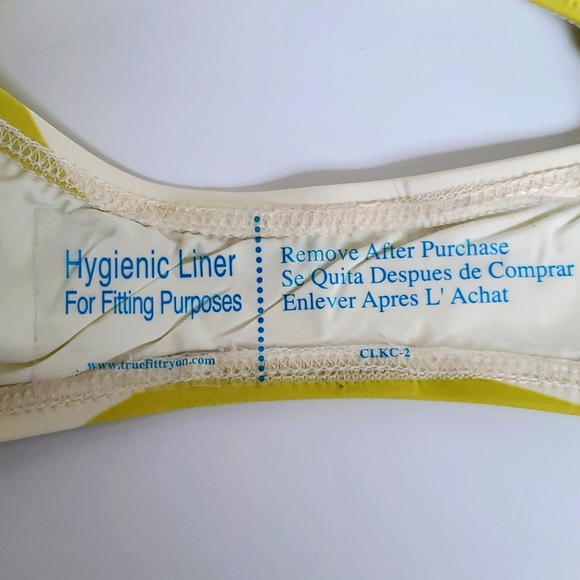 Hygienic Liner
For Fitting Purposes
www.truefittryon.com
Remove After Purchase
Se Quita Despues de Comprar
Enlever Apres L' Achat
CLKC-2